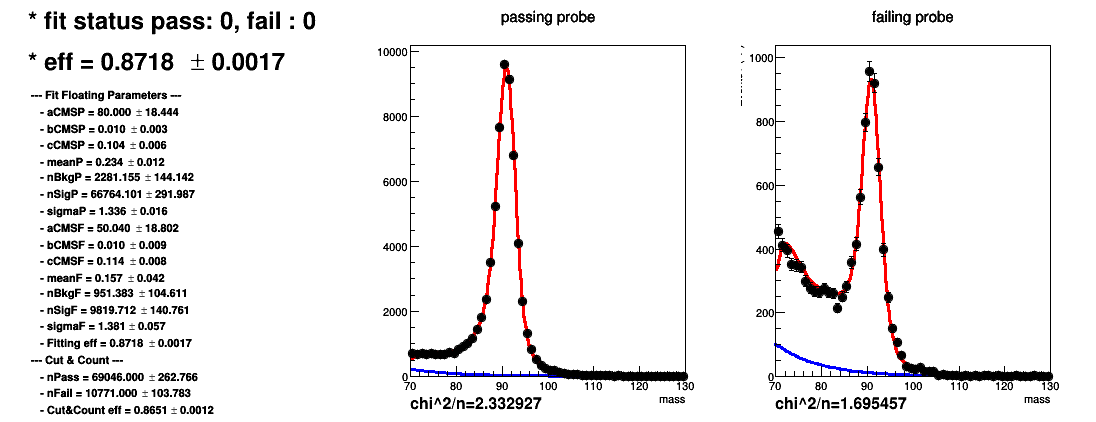 * fit status pass: 0, fail : 0
* eff = 0.8718 ± 0.0017
--- Fit Floating Parameters ---
- aCMSP = 80.000 ± 18.444
- bCMSP = 0.010 ± 0.003
- cCMSP = 0.104 ± 0.006
- meanP = 0.234 ± 0.012
- nBkgP = 2281.155 ± 144.142
- nSigP = 66764.101 ± 291.987
- sigmaP = 1.336 ± 0.016
- aCMSF = 50.040 ± 18.802
- bCMSF = 0.010 ± 0.009
- cCMSF = 0.114 ± 0.008
- meanF = 0.157 ± 0.042
- nBkgF = 951.383 ± 104.611
- nSigF = 9819.712 ± 140.761
- sigmaF = 1.381 ± 0.057
- Fitting eff = 0.8718 ± 0.0017
--- Cut & Count ---
- nPass = 69046.000 ± 262.766
- nFail = 10771.000 ± 103.783
- Cut&Count eff = 0.8651 ± 0.0012
passing probe
10000
8000
6000
4000
2000
0
70 80 90 100 110 120 130
mass
chi^2/n=2.332927
failing probe
1000
800
600
400
200
0
70 80 90 100 110 120 130
mass
chi^2/n=1.695457